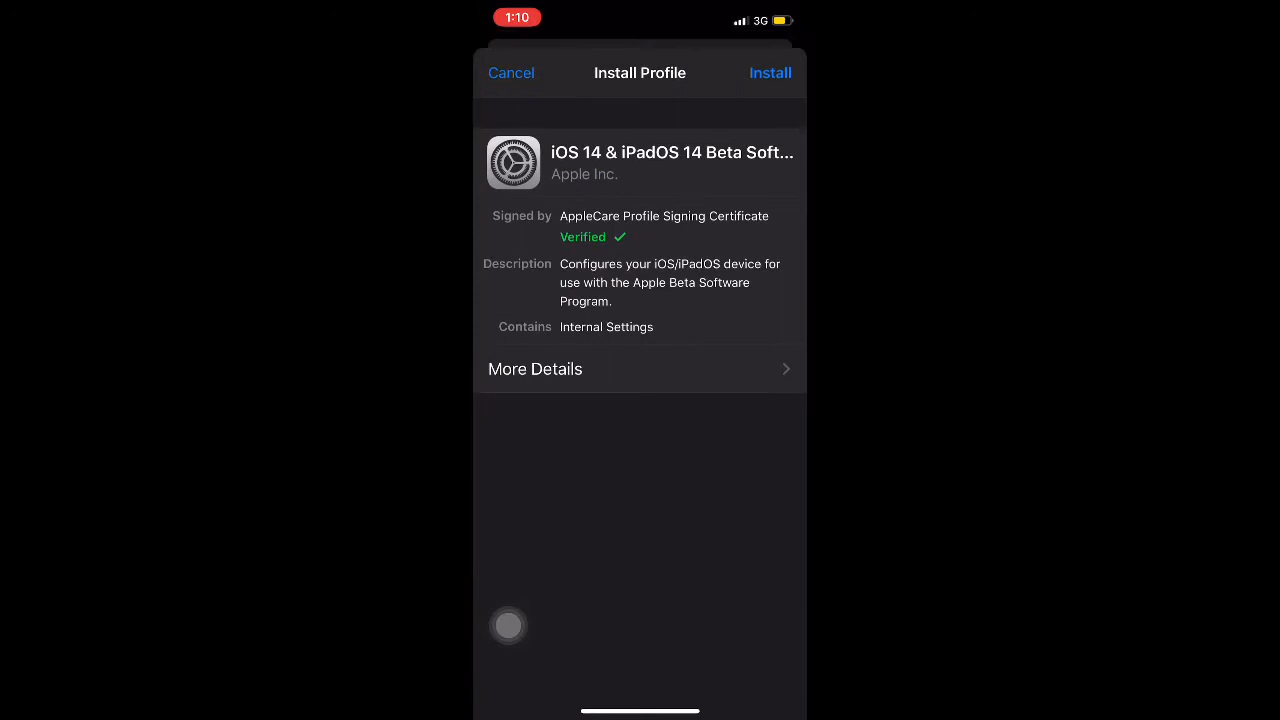 1:10 3G
Cancel Install Profile Install
iOS 14 & iPadOS 14 Beta Soft...
Apple Inc.
Signed by AppleCare Profile Signing Certificate
Verified ✓
Description Configures your iOS/iPadOS device for
use with the Apple Beta Software
Program.
Contains Internal Settings
More Details